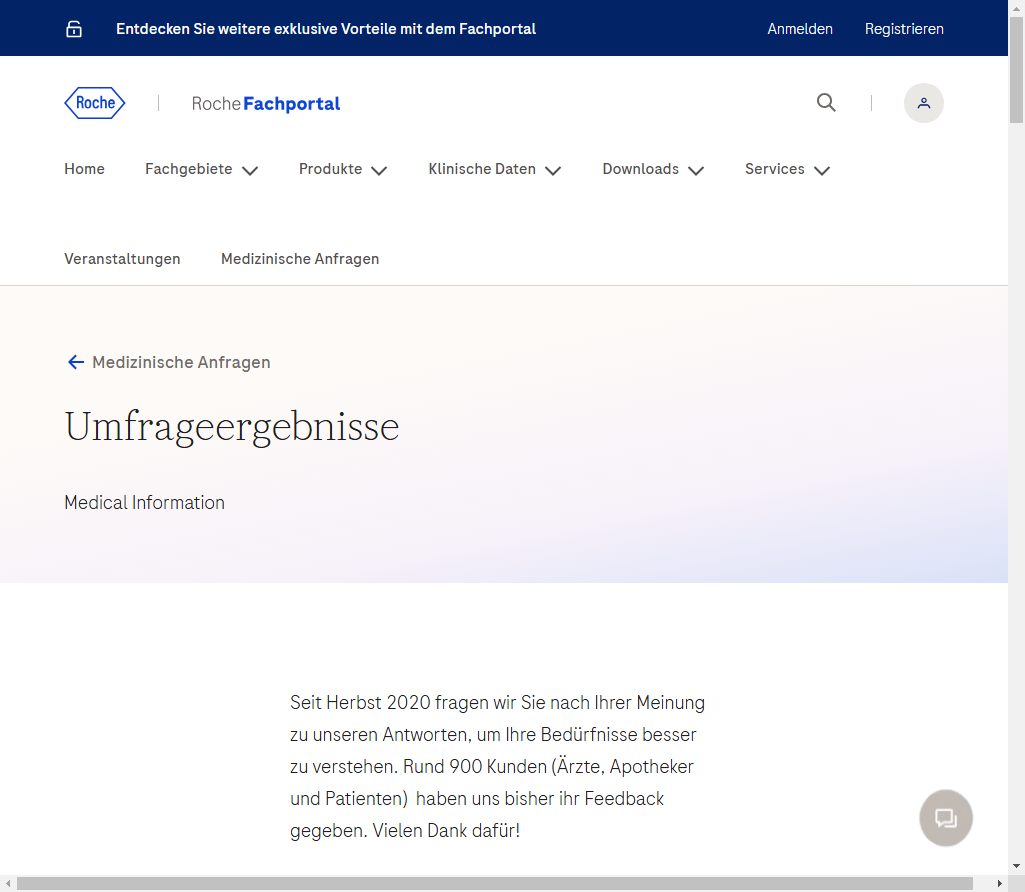 Entdecken Sie weitere exklusive Vorteile mit dem Fachportal
Anmelden
Registrieren
Roche
RocheFachportal
Home
Fachgebiete
Produkte
Klinische Daten
Downloads
Services
Veranstaltungen
Medizinische Anfragen
Medizinische Anfragen
Umfrageergebnisse
Medical Information
Seit Herbst 2020 fragen wir Sie nach Ihrer Meinung
zu unseren Antworten, um Ihre Bedürfnisse besser
zu verstehen. Rund 900 Kunden (Ärzte, Apotheker
und Patienten) haben uns bisher ihr Feedback
gegeben. Vielen Dank dafür!